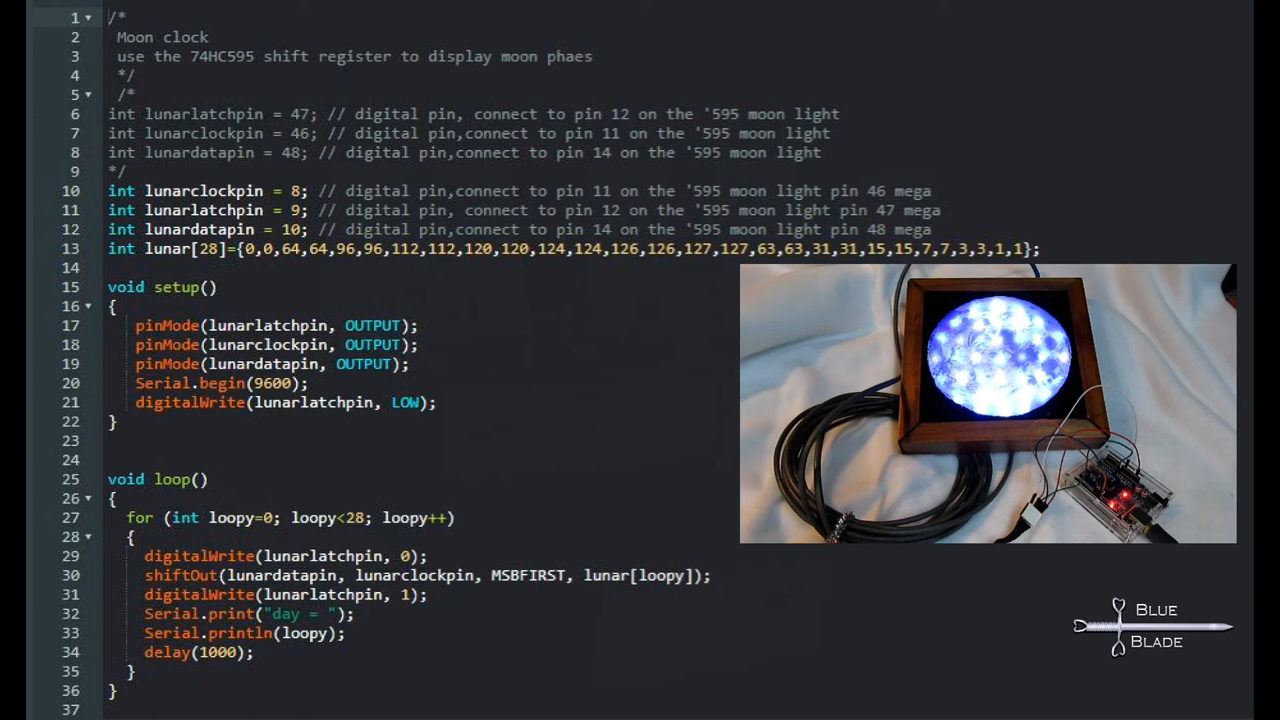 1 /*
2 Moon clock
3 use the 74HC595 shift register to display moon phaes
4 */
5 /*
6 int lunarlatchpin = 47; // digital pin, connect to pin 12 on the '595 moon light
7 int lunarclockpin = 46; // digital pin,connect to pin 11 on the '595 moon light
8 int lunardatapin = 48; // digital pin,connect to pin 14 on the '595 moon light
9 */
10 int lunarclockpin = 8; // digital pin,connect to pin 11 on the '595 moon light pin 46 mega
11 int lunarlatchpin = 9; // digital pin, connect to pin 12 on the '595 moon light pin 47 mega
12 int lunardatapin = 10; // digital pin,connect to pin 14 on the '595 moon light pin 48 mega
13 int lunar[28]={0,0,64,64,96,96,112,112,120,120,124,124,126,126,127,127,63,63,31,31,15,15,7,7,3,3,1,1};
14
15 void setup()
16 {
17 pinMode(lunarlatchpin, OUTPUT);
18 pinMode(lunarclockpin, OUTPUT);
19 pinMode(lunardatapin, OUTPUT);
20 Serial.begin(9600);
21 digitalWrite(lunarlatchpin, LOW);
22 }
23
24
25 void loop()
26 {
27 for (int loopy=0; loopy<28; loopy++)
28 {
29 digitalWrite(lunarlatchpin, 0);
30 shiftOut(lunardatapin, lunarclockpin, MSBFIRST, lunar[loopy]);
31 digitalWrite(lunarlatchpin, 1);
32 Serial.print("day = ");
33 Serial.println(loopy);
34 delay(1000);
35 }
36 }
37
BLUE
BLADE